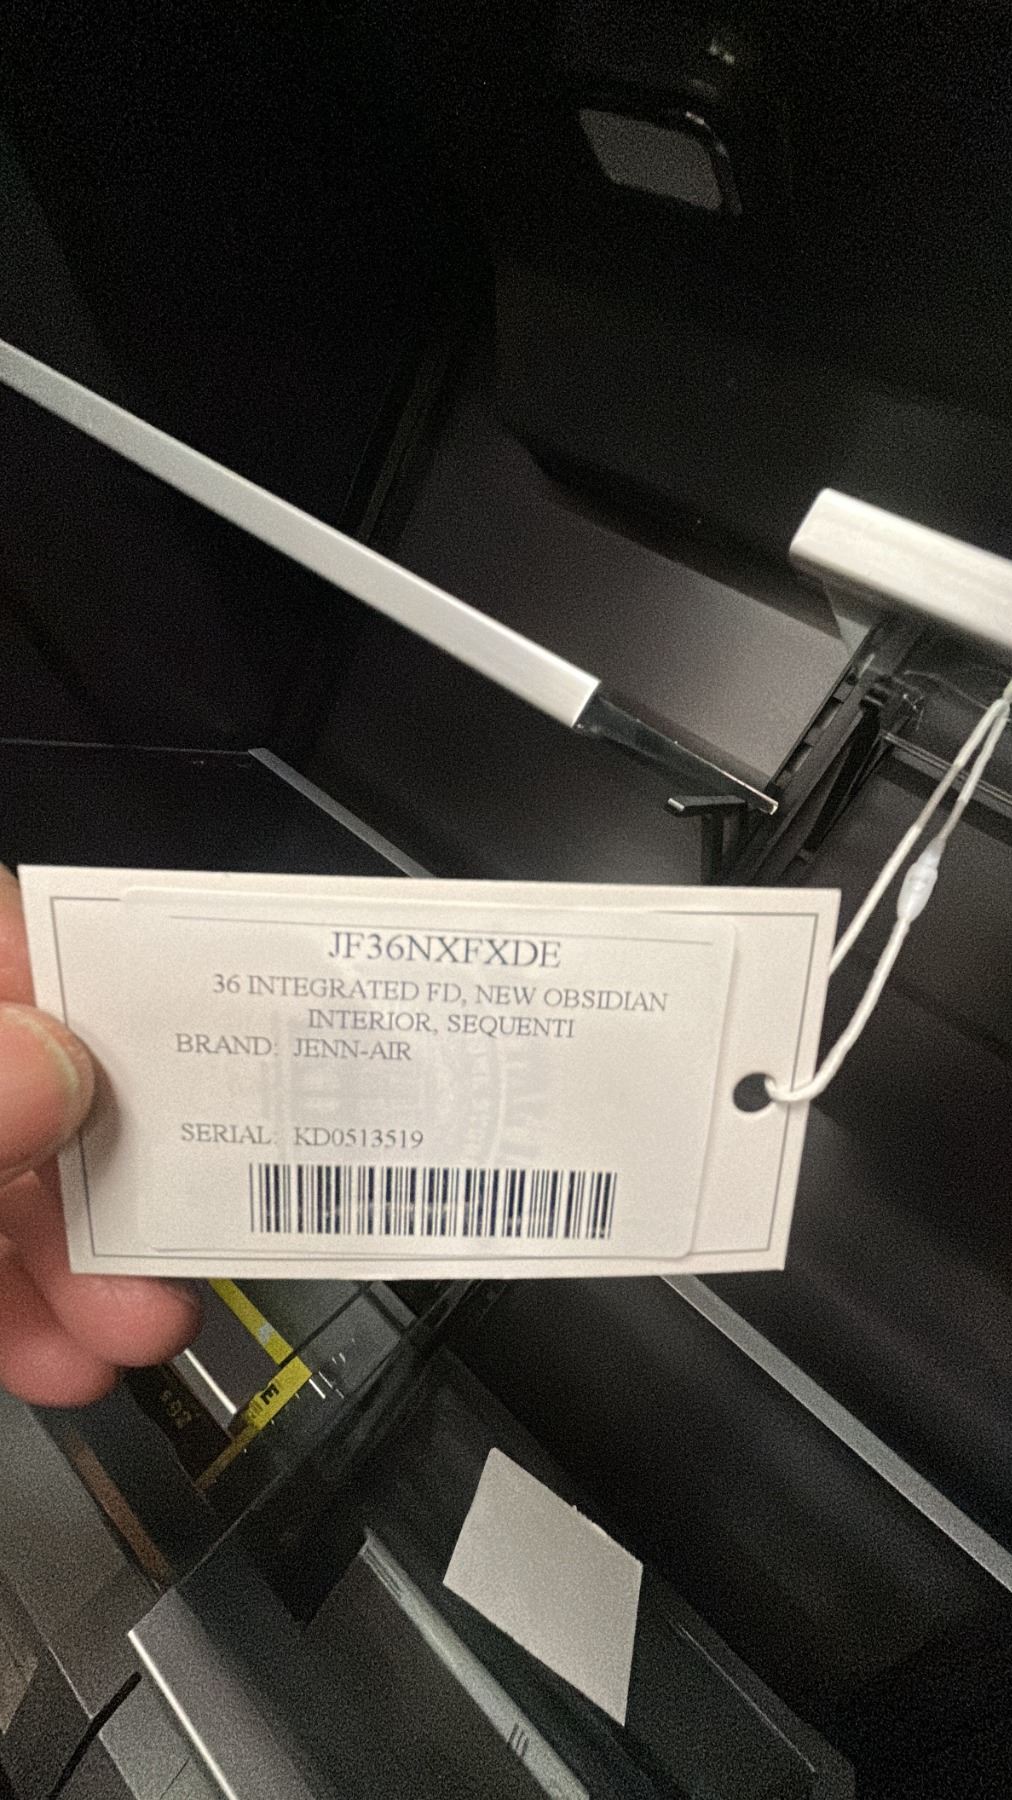 JF36NXFXDE
36 INTEGRATED FD, NEW OBSIDIAN
INTERIOR, SEQUENTI
BRAND: JENN-AIR
SERIAL: KD0513519